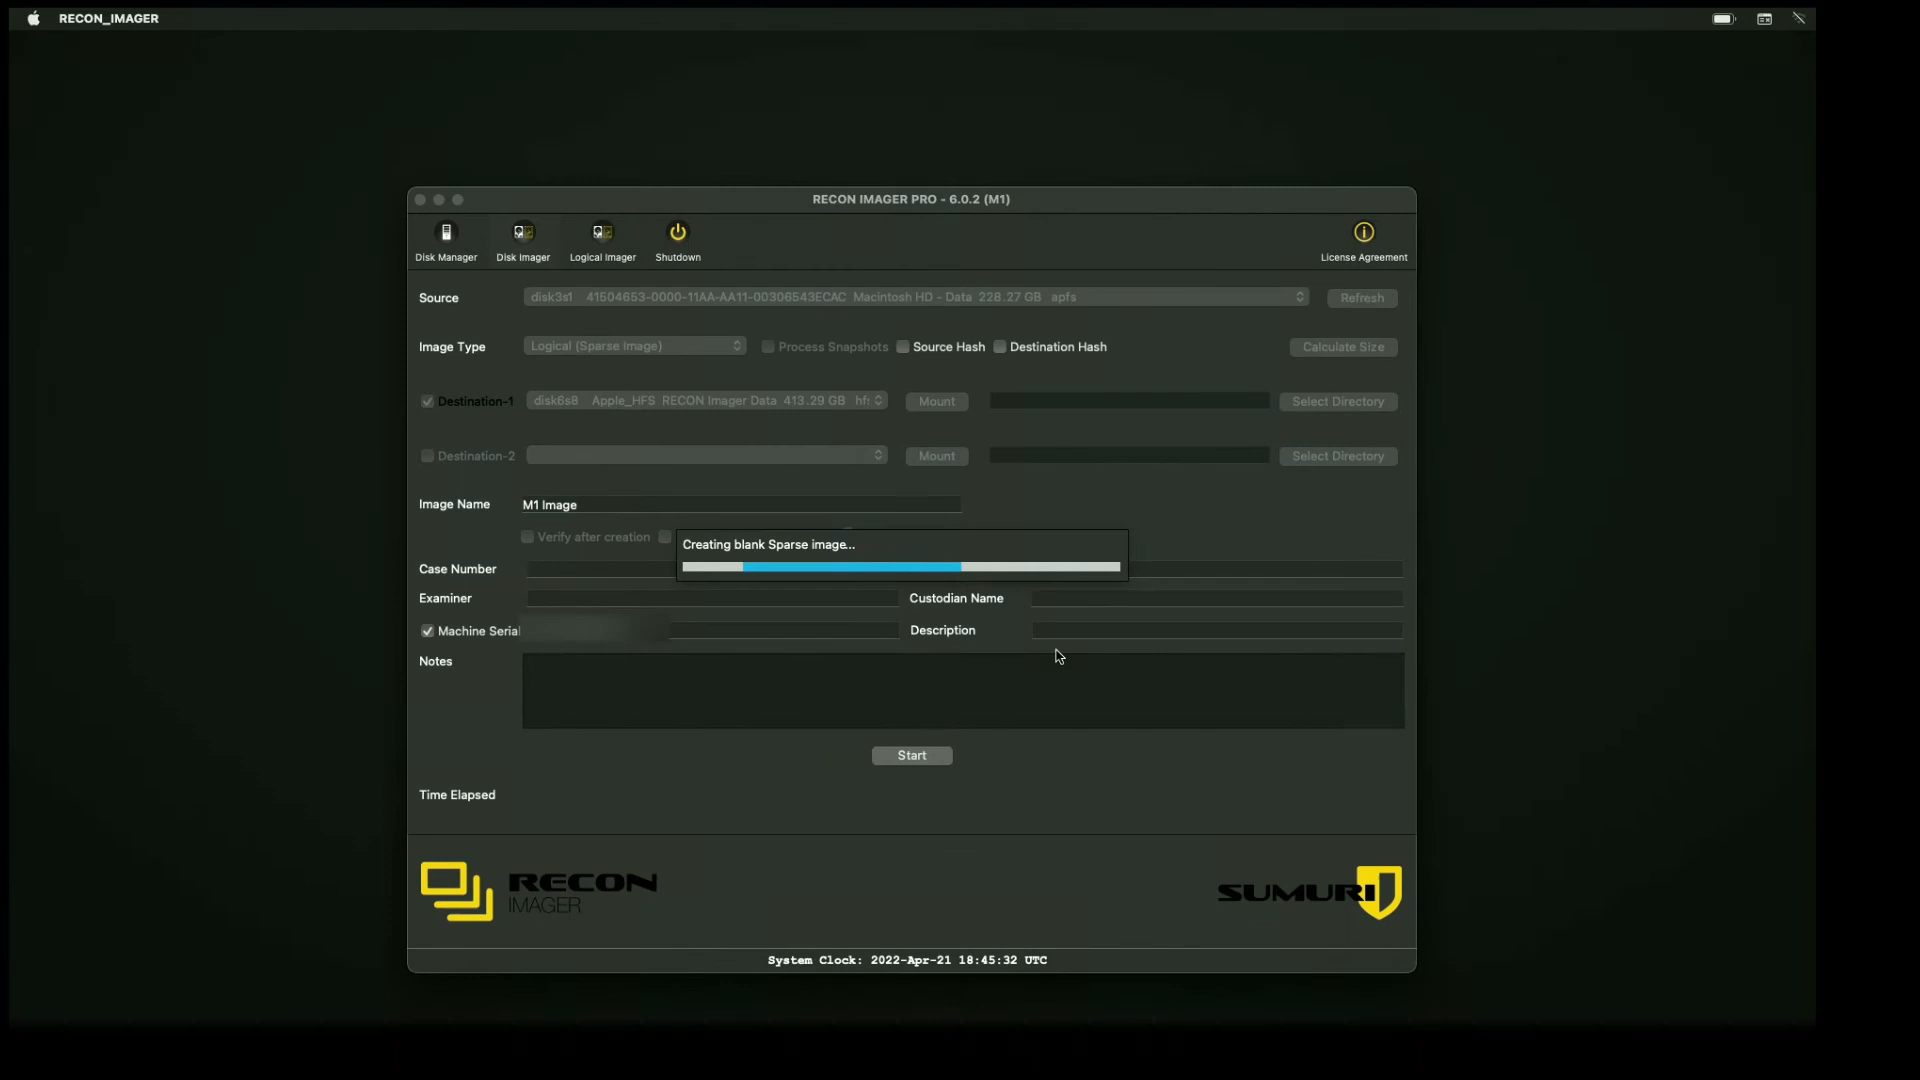 RECON_IMAGER
RECON IMAGER PRO - 6.0.2 (M1)
Disk Manager
Disk Imager
Logical Imager
Shutdown
License Agreement
Source
disk3s1 41504653-0000-11AA-AA11-00306543ECAC Macintosh HD - Data 228.27 GB apfs
Refresh
Image Type
Logical (Sparse Image)
Process Snapshots
Source Hash
Destination Hash
Calculate Size
Destination-1
disk6s8 Apple_HFS RECON Imager Data 413.29 GB hfs
Mount
Select Directory
Destination-2
Mount
Select Directory
Image Name
M1 Image
Verify after creation
Creating blank Sparse image...
Case Number
Examiner
Custodian Name
Machine Serial
Description
Notes
Start
Time Elapsed
RECON
IMAGER
SUMURI
System Clock: 2022-Apr-21 18:45:32 UTC